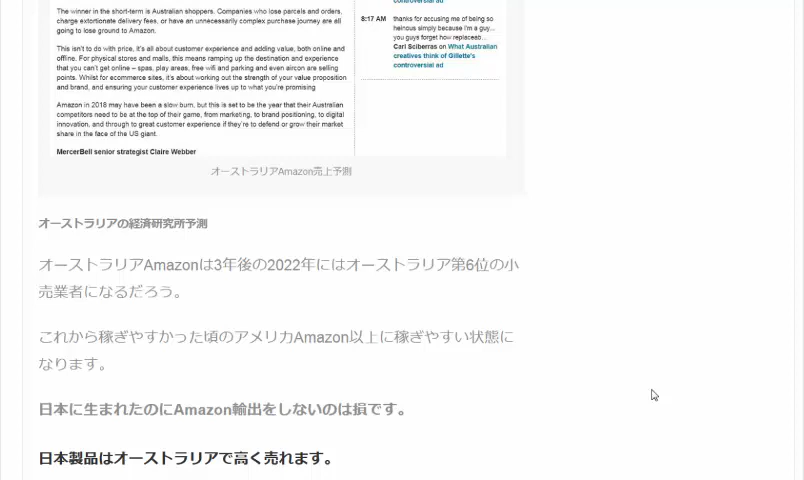 The winner in the short-term is Australian shoppers. Companies who lose parcels and orders,
charge extortionate delivery fees, or have an unnecessarily complex purchase journey are all
going to lose ground to Amazon.
This isn't to do with price, it's all about customer experience and adding value, both online and
offline. For physical stores and malls, this means ramping up the destination and experience
that you can't get online – spas, play areas, free wifi and parking and even aircon are selling
points. Whilst for ecommerce sites, it's about working out the strength of your value proposition
and brand, and ensuring your customer experience lives up to what you're promising
Amazon in 2018 may have been a slow burn, but this is set to be the year that their Australian
competitors need to be at the top of their game, from marketing, to brand positioning, to digital
innovation, and through to great customer experience if they're to defend or grow their market
share in the face of the US giant.
MercerBell senior strategist Claire Webber
controversial ad
8:17 AM thanks for accusing me of being so
heinous simply because I'm a guy...
you guys forget how replaceab...
Cari Sciberras on What Australian
creatives think of Gillette's
controversial ad
オーストラリアAmazon売上予測
オーストラリアの経済研究所予測
オーストラリアAmazonは3年後の2022年にはオーストラリア第6位の小
売業者になるだろう。
これから稼ぎやすかった頃のアメリカAmazon以上に稼ぎやすい状態に
なります。
日本に生まれたのにAmazon輸出をしないのは損です。
日本製品はオーストラリアで高く売れます。